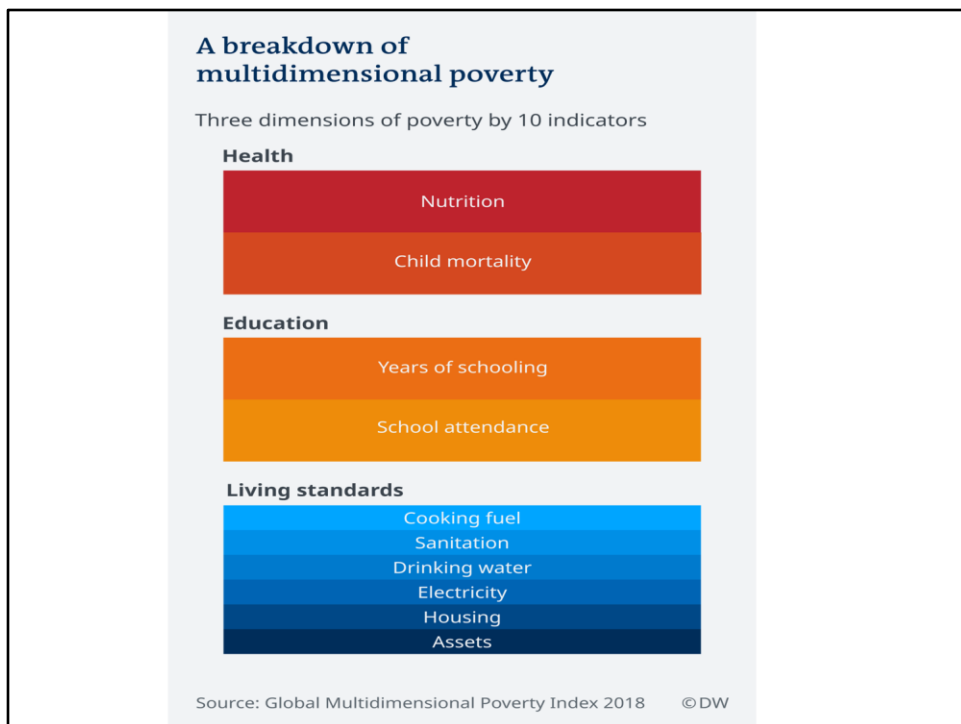 A breakdown of
multidimensional poverty
Three dimensions of poverty by 10 indicators
Health
Nutrition
Child mortality
Education
Years of schooling
School attendance
Living standards
Cooking fuel
Sanitation
Drinking water
Electricity
Housing
Assets
Source: Global Multidimensional Poverty Index 2018 ©DW